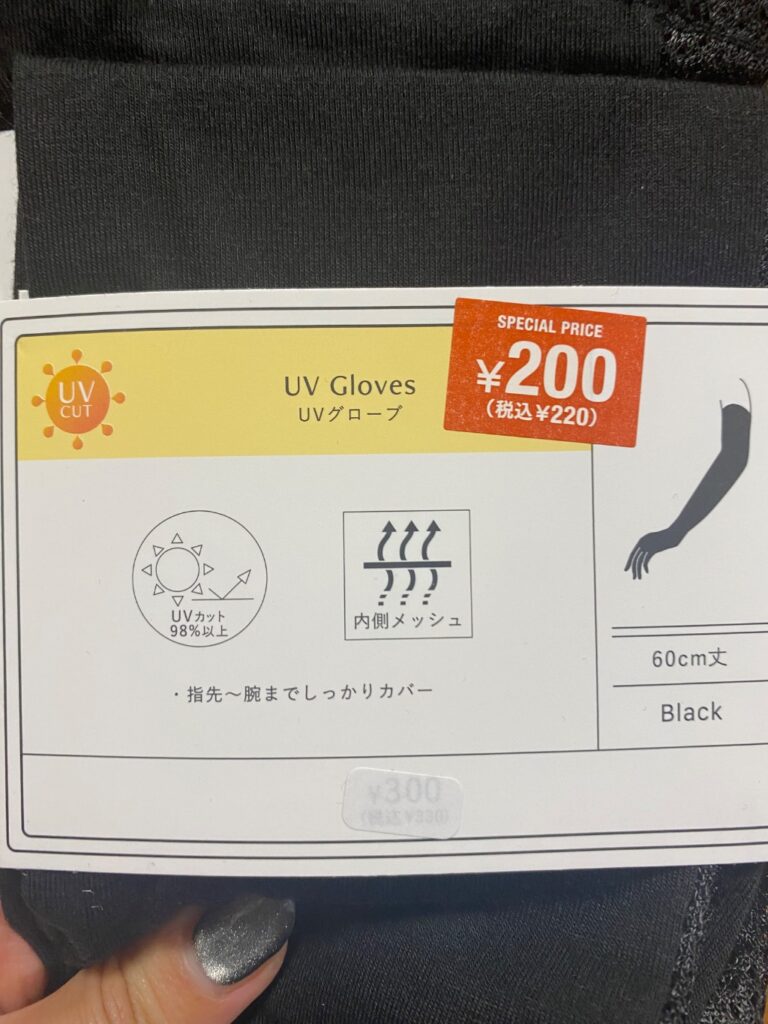 SPECIAL PRICE
¥200
（税込¥220）
UV
CUT
UV Gloves
UVグローブ
UVカット
98%以上
内側メッシュ
・指先～腕までしっかりカバー
60cm丈
Black
¥300
（税込¥330）